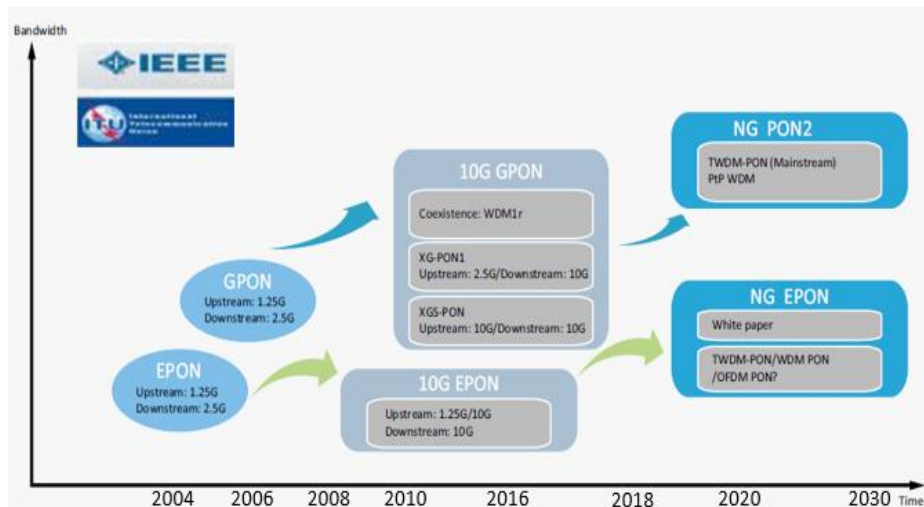 Bandwidth
IEEE
ITU
International
Telecommunication
Union
NG PON2
TWDM-PON (Mainstream)
PtP WDM
10G GPON
Coexistence: WDM1r
XG-PON1
Upstream: 2.5G/Downstream: 10G
XGS-PON
Upstream: 10G/Downstream: 10G
GPON
Upstream: 1.25G
Downstream: 2.5G
NG EPON
White paper
TWDM-PON/WDM PON
/OFDM PON?
EPON
Upstream: 1.25G
Downstream: 2.5G
10G EPON
Upstream: 1.25G/10G
Downstream: 10G
2004 2006 2008 2010 2016 2018 2020 2030 Time